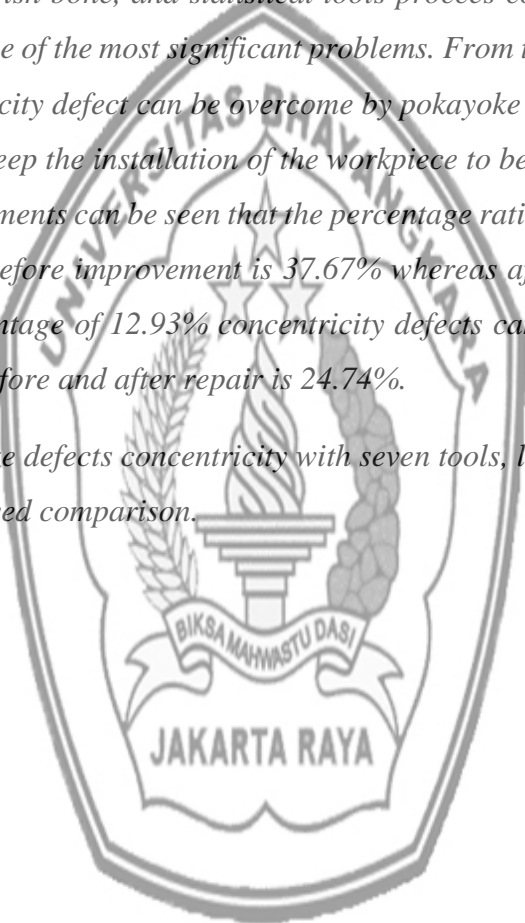 fish bone, and statistical tools procces c
e of the most significant problems. From
city defect can be overcome by pokayoke
eep the installation of the workpiece to be
ments can be seen that the percentage rati
efore improvement is 37.67% whereas af
ntage of 12.93% concentricity defects ca
fore and after repair is 24.74%.
e defects concentricity with seven tools, l
ed comparison.
UNIVERSITAS BHAYANGKARA
BIKSA MAHWASTU DASI
JAKARTA RAYA